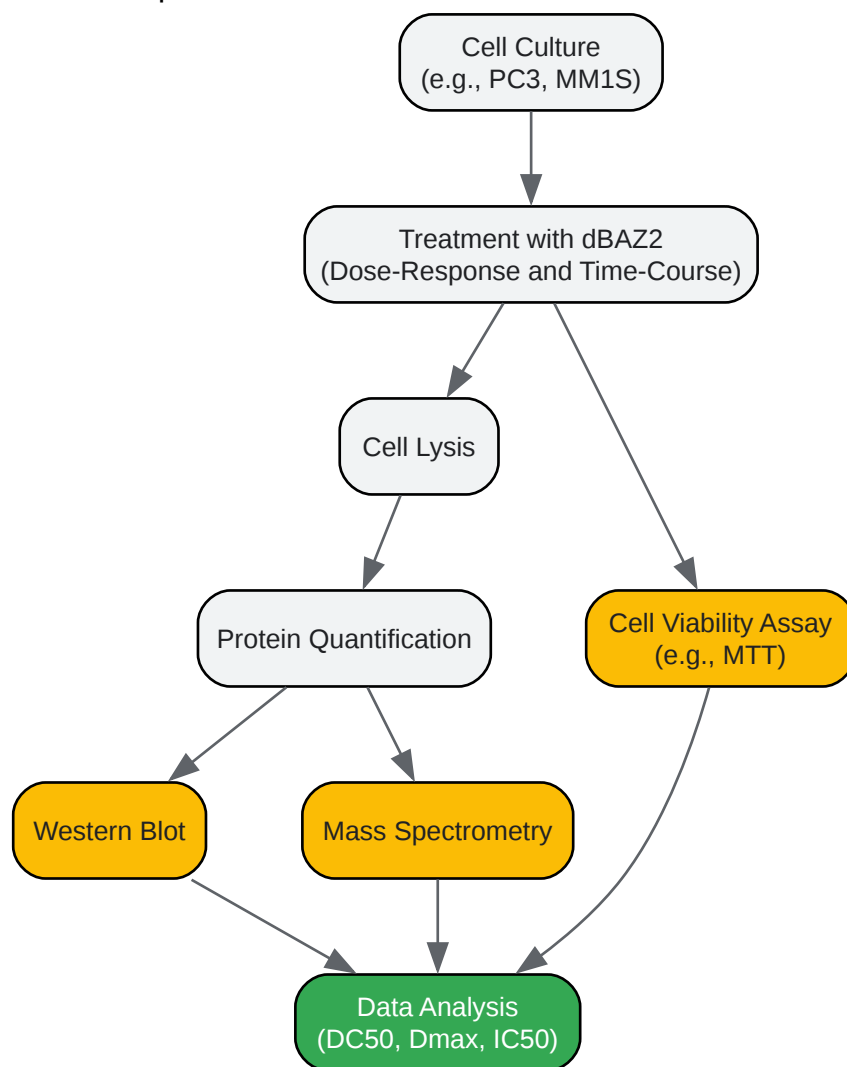 Cell Culture
(e.g., PC3, MM1S)
Treatment with dBAZ2
(Dose-Response and Time-Course)
Cell Lysis
Protein Quantification
Cell Viability Assay
(e.g., MTT)
Western Blot
Mass Spectrometry
Data Analysis
(DC50, Dmax, IC50)